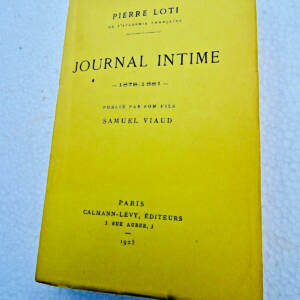 PIERRE LOTI
DE L'ACADÉMIE FRANÇAISE
JOURNAL INTIME
— 1878-1881 —
PUBLIÉ PAR SON FILS
SAMUEL VIAUD
PARIS
CALMANN-LÉVY, ÉDITEURS
3, RUE AUBER, 3
1925